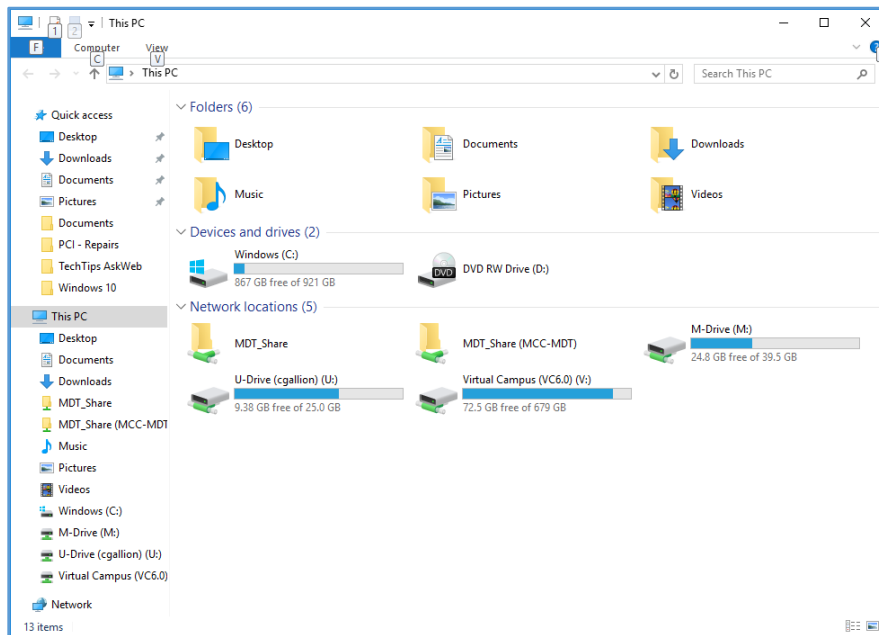 This PC
1 2
F Computer View
C V
This PC
Search This PC
Quick access
Desktop
Downloads
Documents
Pictures
Documents
PCI - Repairs
TechTips AskWeb
Windows 10
This PC
Desktop
Documents
Downloads
MDT_Share
MDT_Share (MCC-MDT
Music
Pictures
Videos
Windows (C:)
M-Drive (M:)
U-Drive (cgallion) (U:)
Virtual Campus (VC6.0)
Network
Folders (6)
Desktop
Documents
Downloads
Music
Pictures
Videos
Devices and drives (2)
Windows (C:)
867 GB free of 921 GB
DVD
DVD RW Drive (D:)
Network locations (5)
MDT_Share
MDT_Share (MCC-MDT)
M-Drive (M:)
24.8 GB free of 39.5 GB
U-Drive (cgallion) (U:)
9.38 GB free of 25.0 GB
Virtual Campus (VC6.0) (V:)
72.5 GB free of 679 GB
13 items